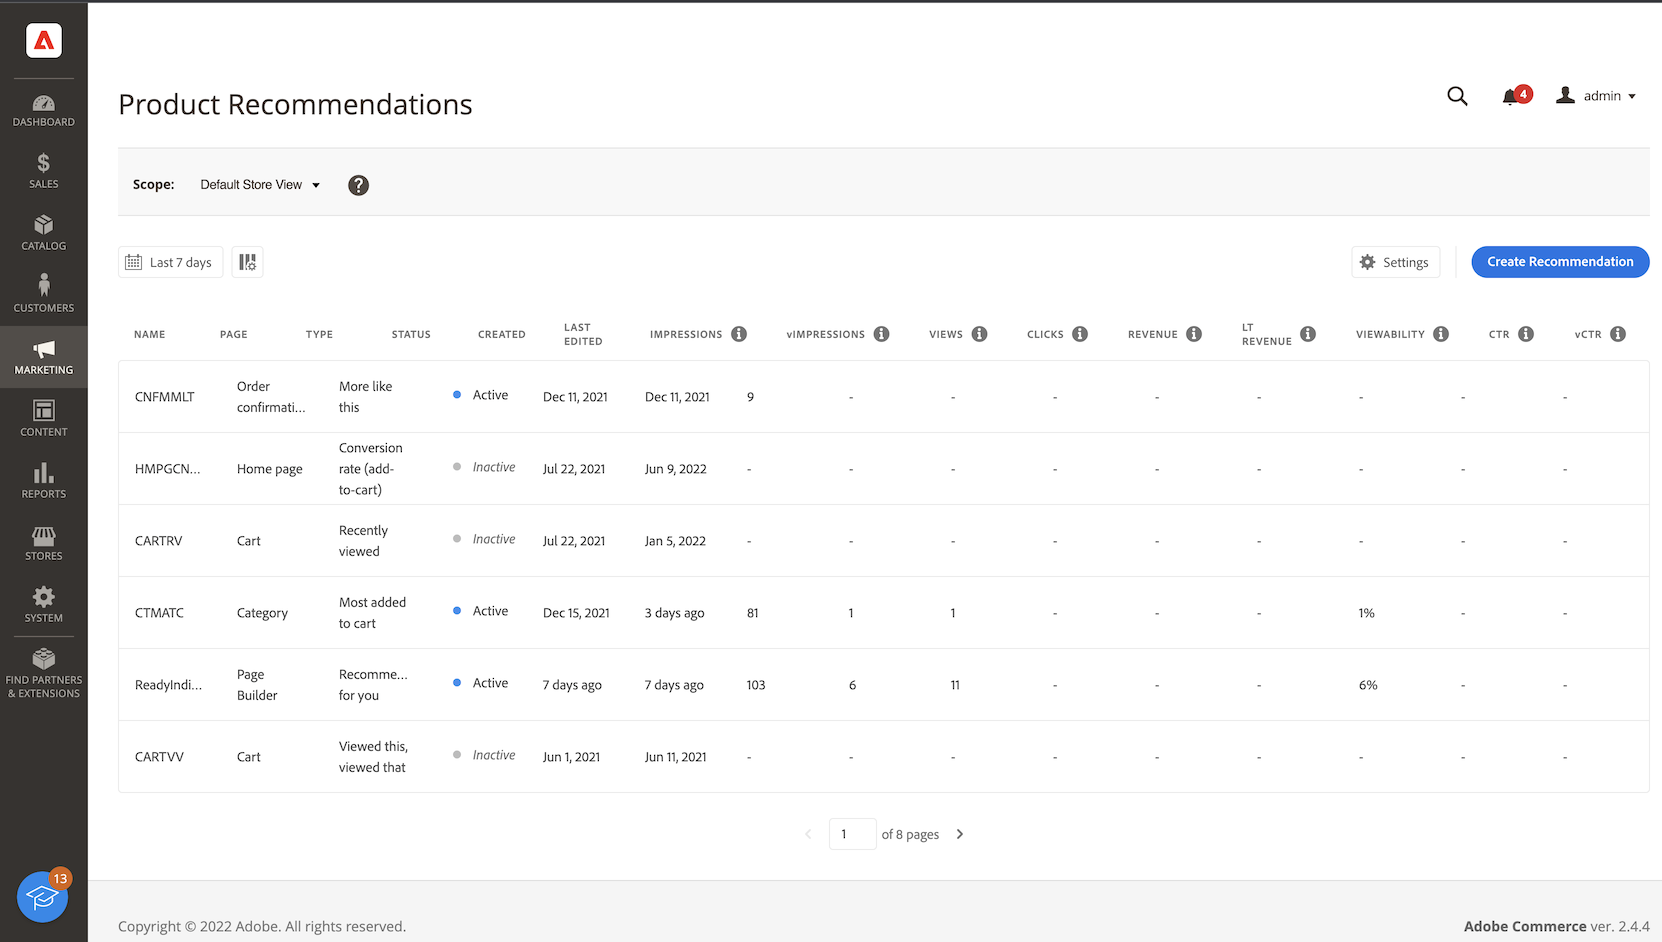 Product Recommendations
4
admin
DASHBOARD
SALES
CATALOG
CUSTOMERS
MARKETING
CONTENT
REPORTS
STORES
SYSTEM
FIND PARTNERS
& EXTENSIONS
13
Scope: Default Store View ?
Last 7 days
Settings
Create Recommendation
NAME PAGE TYPE STATUS CREATED LAST EDITED IMPRESSIONS vIMPRESSIONS VIEWS CLICKS REVENUE LT REVENUE VIEWABILITY CTR vCTR
CNFMMLT Order confirmati... More like this Active Dec 11, 2021 Dec 11, 2021 9 - - - - - - - -
HMPGCN... Home page Conversion rate (add-to-cart) Inactive Jul 22, 2021 Jun 9, 2022 - - - - - - - - -
CARTRV Cart Recently viewed Inactive Jul 22, 2021 Jan 5, 2022 - - - - - - - - -
CTMATC Category Most added to cart Active Dec 15, 2021 3 days ago 81 1 1 - - - 1% - -
ReadyIndi... Page Builder Recomme... for you Active 7 days ago 7 days ago 103 6 11 - - - 6% - -
CARTVV Cart Viewed this, viewed that Inactive Jun 1, 2021 Jun 11, 2021 - - - - - - - - -
1 of 8 pages
Copyright © 2022 Adobe. All rights reserved.
Adobe Commerce ver. 2.4.4